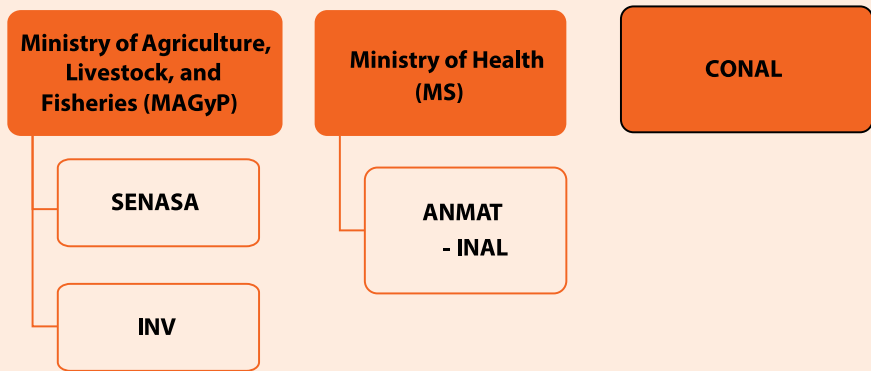 Ministry of Agriculture,
Livestock, and
Fisheries (MAGyP)
SENASA
INV
Ministry of Health
(MS)
ANMAT
- INAL
CONAL